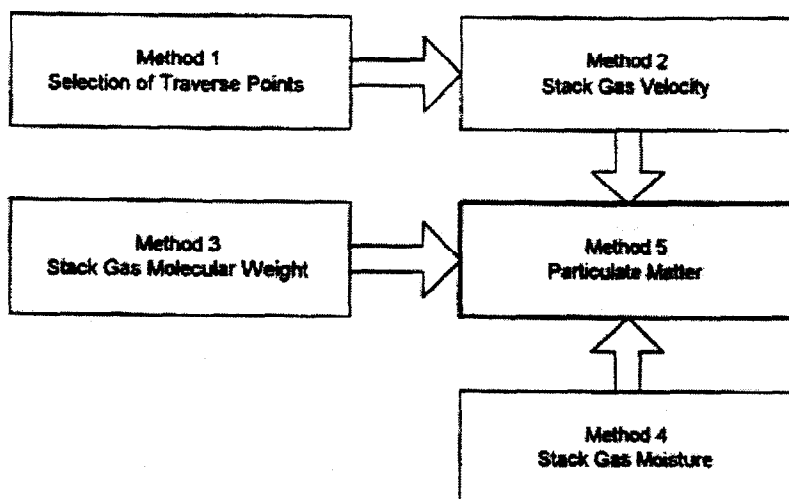 Method 1
Selection of Traverse Points
Method 2
Stack Gas Velocity
Method 3
Stack Gas Molecular Weight
Method 5
Particulate Matter
Method 4
Stack Gas Moisture